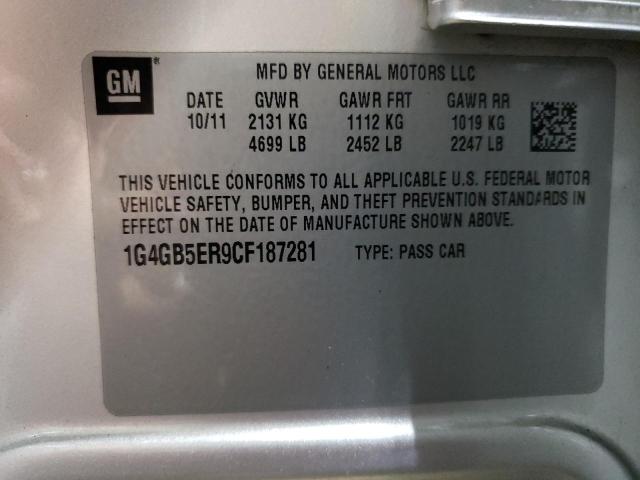 GM
MFD BY GENERAL MOTORS LLC
DATE GVWR GAWR FRT GAWR RR
10/11 2131 KG 1112 KG 1019 KG
4699 LB 2452 LB 2247 LB
THIS VEHICLE CONFORMS TO ALL APPLICABLE U.S. FEDERAL MOTOR
VEHICLE SAFETY, BUMPER, AND THEFT PREVENTION STANDARDS IN
EFFECT ON THE DATE OF MANUFACTURE SHOWN ABOVE.
1G4GB5ER9CF187281 TYPE: PASS CAR